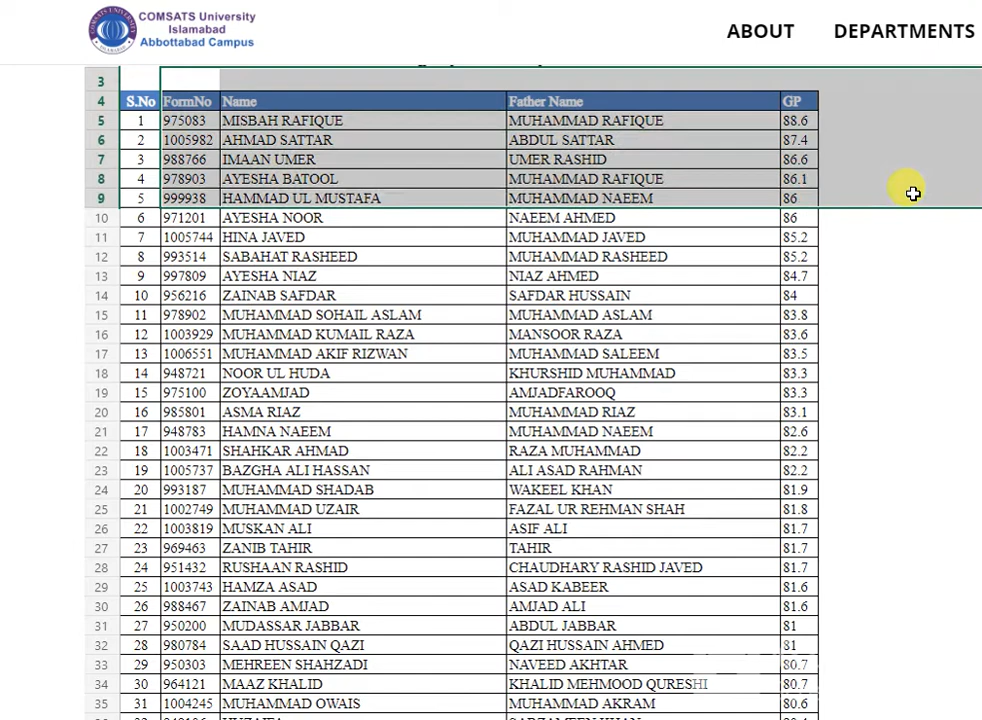 COMSATS University
Islamabad
Abbottabad Campus
ABOUT DEPARTMENTS
3
4 S.No FormNo Name Father Name GP
5 1 975083 MISBAH RAFIQUE MUHAMMAD RAFIQUE 88.6
6 2 1005982 AHMAD SATTAR ABDUL SATTAR 87.4
7 3 988766 IMAAN UMER UMER RASHID 86.6
8 4 978903 AYESHA BATOOL MUHAMMAD RAFIQUE 86.1
9 5 999938 HAMMAD UL MUSTAFA MUHAMMAD NAEEM 86
10 6 971201 AYESHA NOOR NAEEM AHMED 86
11 7 1005744 HINA JAVED MUHAMMAD JAVED 85.2
12 8 993514 SABAHAT RASHEED MUHAMMAD RASHEED 85.2
13 9 997809 AYESHA NIAZ NIAZ AHMED 84.7
14 10 956216 ZAINAB SAFDAR SAFDAR HUSSAIN 84
15 11 978902 MUHAMMAD SOHAIL ASLAM MUHAMMAD ASLAM 83.8
16 12 1003929 MUHAMMAD KUMAIL RAZA MANSOOR RAZA 83.6
17 13 1006551 MUHAMMAD AKIF RIZWAN MUHAMMAD SALEEM 83.5
18 14 948721 NOOR UL HUDA KHURSHID MUHAMMAD 83.3
19 15 975100 ZOYAAMJAD AMJADFAROOQ 83.3
20 16 985801 ASMA RIAZ MUHAMMAD RIAZ 83.1
21 17 948783 HAMNA NAEEM MUHAMMAD NAEEM 82.6
22 18 1003471 SHAHKAR AHMAD RAZA MUHAMMAD 82.2
23 19 1005737 BAZGHA ALI HASSAN ALI ASAD RAHMAN 82.2
24 20 993187 MUHAMMAD SHADAB WAKEEL KHAN 81.9
25 21 1002749 MUHAMMAD UZAIR FAZAL UR REHMAN SHAH 81.8
26 22 1003819 MUSKAN ALI ASIF ALI 81.7
27 23 969463 ZANIB TAHIR TAHIR 81.7
28 24 951432 RUSHAAN RASHID CHAUDHARY RASHID JAVED 81.7
29 25 1003743 HAMZA ASAD ASAD KABEER 81.6
30 26 988467 ZAINAB AMJAD AMJAD ALI 81.6
31 27 950200 MUDASSAR JABBAR ABDUL JABBAR 81
32 28 980784 SAAD HUSSAIN QAZI QAZI HUSSAIN AHMED 81
33 29 950303 MEHREEN SHAHZADI NAVEED AKHTAR 80.7
34 30 964121 MAAZ KHALID KHALID MEHMOOD QURESHI 80.7
35 31 1004245 MUHAMMAD OWAIS MUHAMMAD AKRAM 80.6